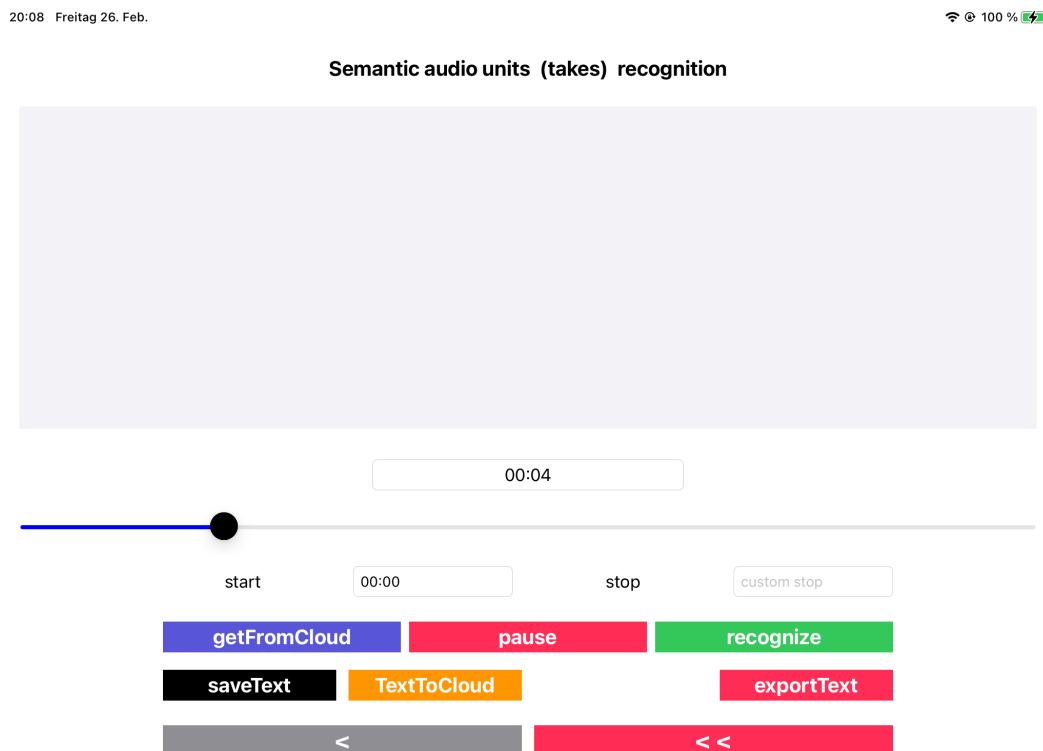 20:08 Freitag 26. Feb. 100 %
Semantic audio units (takes) recognition
00:04
start 00:00 stop custom stop
getFromCloud pause recognize
saveText TextToCloud exportText
< < <